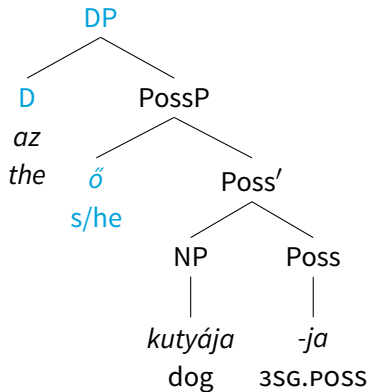 DP
D PossP
az
the ő Poss′
s/he
NP Poss
kutyája -ja
dog 3SG.POSS